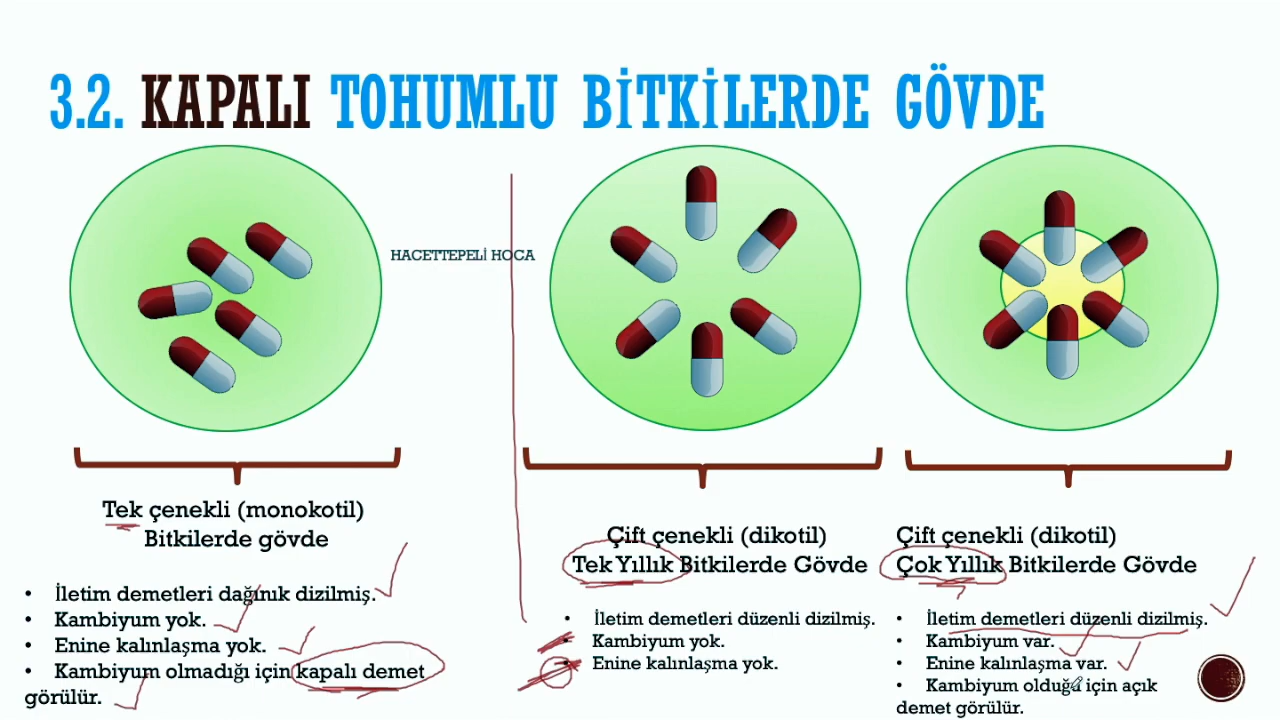 3.2. KAPALI TOHUMLU BİTKİLERDE GÖVDE
HACETTEPELİ HOCA
Tek çenekli (monokotil)
Bitkilerde gövde
• İletim demetleri dağınık dizilmiş.
• Kambiyum yok.
• Enine kalınlaşma yok.
• Kambiyum olmadığı için kapalı demet
görülür.
Çift çenekli (dikotil)
Tek Yıllık Bitkilerde Gövde
• İletim demetleri düzenli dizilmiş.
• Kambiyum yok.
• Enine kalınlaşma yok.
Çift çenekli (dikotil)
Çok Yıllık Bitkilerde Gövde
• İletim demetleri düzenli dizilmiş.
• Kambiyum var.
• Enine kalınlaşma var.
• Kambiyum olduğu için açık
demet görülür.